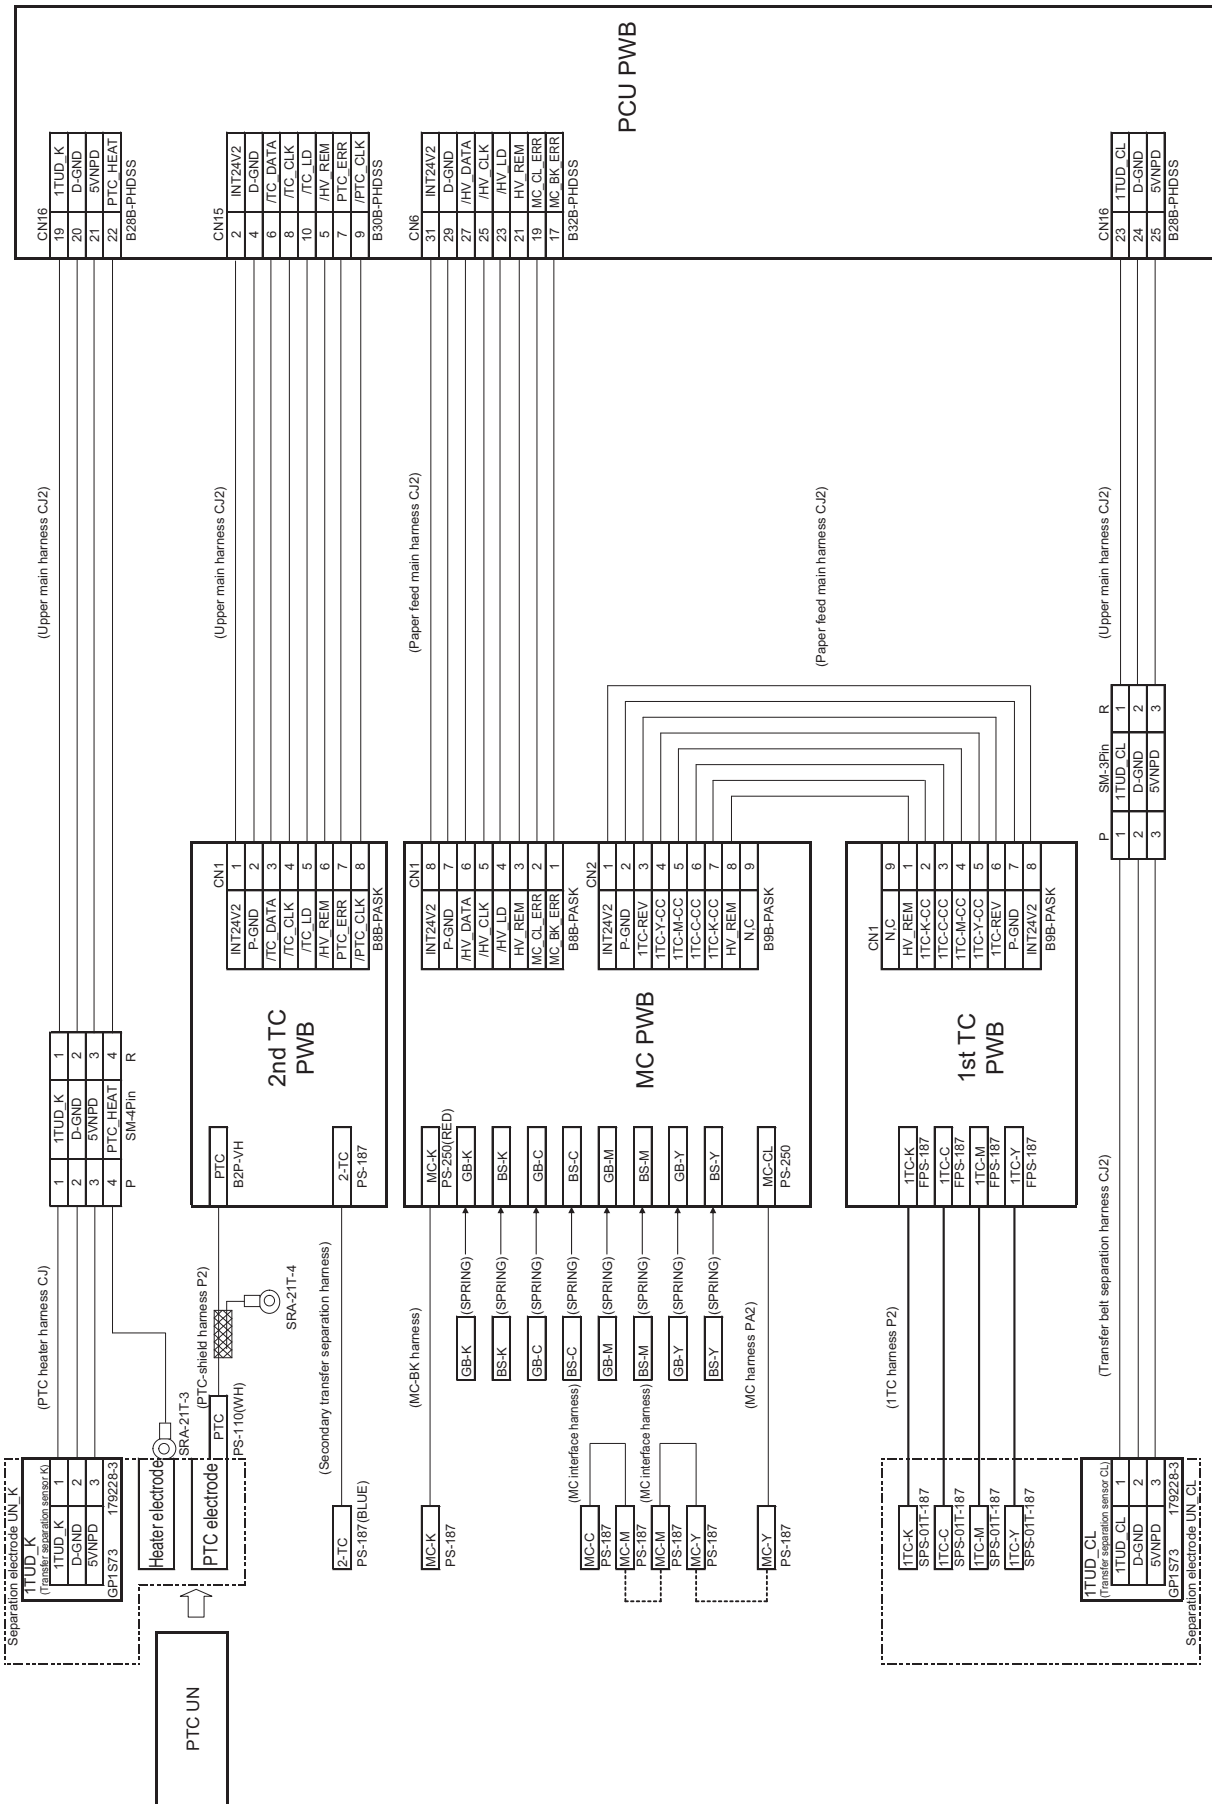 PCU PWB
CN16
19 1TUD_K
20 D-GND
21 5VNPD
22 PTC_HEAT
B28B-PHDSS
CN15
2 INT24V2
4 D-GND
6 /TC_DATA
8 /TC_CLK
10 /TC_LD
5 /HV_REM
7 PTC_ERR
9 /PTC_CLK
B30B-PHDSS
CN6
31 INT24V2
29 D-GND
27 /HV_DATA
25 /HV_CLK
23 /HV_LD
21 HV_REM
19 MC_CL_ERR
17 MC_BK_ERR
B32B-PHDSS
CN16
23 1TUD_CL
24 D-GND
25 5VNPD
B28B-PHDSS
(Upper main harness CJ2)
(Upper main harness CJ2)
(Paper feed main harness CJ2)
(Paper feed main harness CJ2)
(Upper main harness CJ2)
1 1TUD_K 1
2 D-GND 2
3 5VNPD 3
4 PTC_HEAT 4
P SM-4Pin R
P SM-3Pin R
1 1TUD_CL 1
2 D-GND 2
3 5VNPD 3
2nd TC
PWB
CN1
INT24V2 1
P-GND 2
/TC_DATA 3
/TC_CLK 4
/TC_LD 5
/HV_REM 6
PTC_ERR 7
/PTC_CLK 8
B8B-PASK
PTC
B2P-VH
2-TC
PS-187
MC PWB
CN1
INT24V2 8
P-GND 7
/HV_DATA 6
/HV_CLK 5
/HV_LD 4
HV_REM 3
MC_CL_ERR 2
MC_BK_ERR 1
B8B-PASK
CN2
INT24V2 1
P-GND 2
1TC-REV 3
1TC-Y-CC 4
1TC-M-CC 5
1TC-C-CC 6
1TC-K-CC 7
HV_REM 8
N,C 9
B9B-PASK
MC-K
PS-250(RED)
GB-K
BS-K
GB-C
BS-C
GB-M
BS-M
GB-Y
BS-Y
MC-CL
PS-250
1st TC
PWB
CN1
N,C 9
HV_REM 1
1TC-K-CC 2
1TC-C-CC 3
1TC-M-CC 4
1TC-Y-CC 5
1TC-REV 6
P-GND 7
INT24V2 8
B9B-PASK
1TC-K
FPS-187
1TC-C
FPS-187
1TC-M
FPS-187
1TC-Y
FPS-187
(PTC heater harness CJ)
(PTC-shield harness P2)
SRA-21T-4
(Secondary transfer separation harness)
(MC-BK harness)
GB-K (SPRING)
BS-K (SPRING)
GB-C (SPRING)
BS-C (SPRING)
GB-M (SPRING)
BS-M (SPRING)
GB-Y (SPRING)
BS-Y (SPRING)
(MC interface harness)
(MC interface harness)
(MC harness PA2)
(1TC harness P2)
(Transfer belt separation harness CJ2)
Separation electrode UN_K
1TUD_K
(Transfer separation sensor K)
1TUD_K 1
D-GND 2
5VNPD 3
GP1S73 179228-3
Heater electrode
SRA-21T-3
PTC electrode
PTC
PS-110(WH)
PTC UN
2-TC
PS-187(BLUE)
MC-K
PS-187
MC-C
PS-187
MC-M
PS-187
MC-M
PS-187
MC-Y
PS-187
MC-Y
PS-187
1TC-K
SPS-01T-187
1TC-C
SPS-01T-187
1TC-M
SPS-01T-187
1TC-Y
SPS-01T-187
1TUD_CL
(Transfer separation sensor CL)
1TUD_CL 1
D-GND 2
5VNPD 3
GP1S73 179228-3
Separation electrode UN_CL